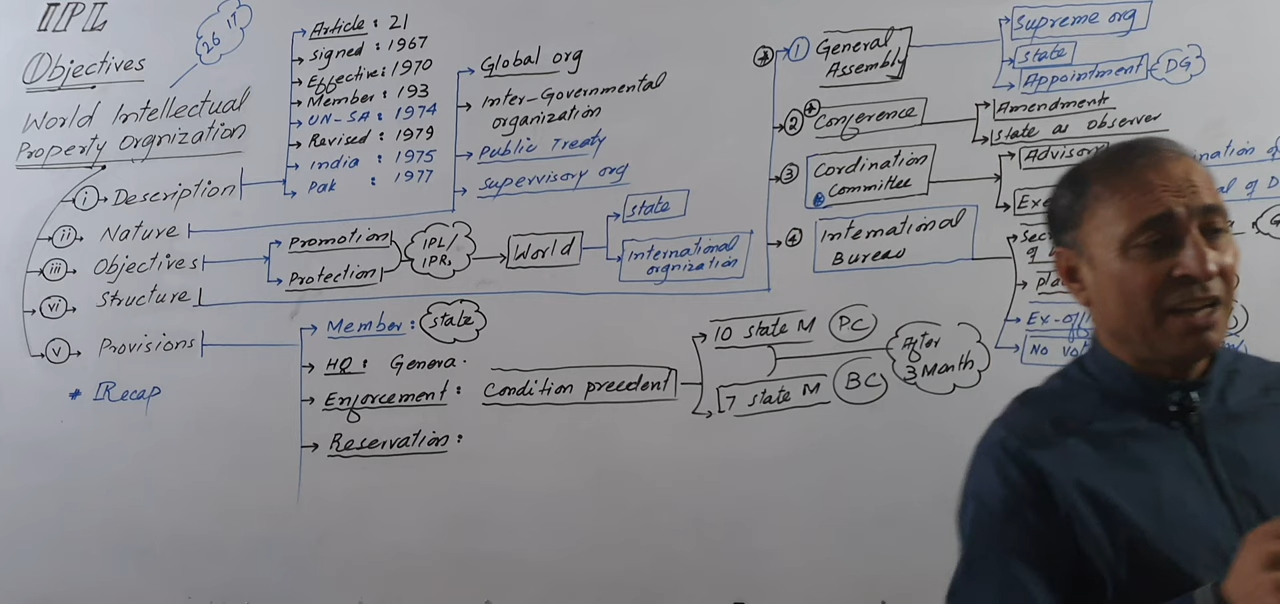 IPL
26 IT
Objectives
World Intellectual
Property Orgnization
i Description
Article : 21
Signed : 1967
Effective : 1970
Member : 193
UN-SA : 1974
Revised : 1979
India : 1975
Pak : 1977
ii Nature
Global org
Inter-Governmental
organization
Public Treaty
Supervisory org
iii Objectives
Promotion
Protection
IPL/
IPRs
World
State
International
orgnization
vi Structure
1 General
Assembly
Supreme org
State
Appointment DG
2 Conference
Amendments
State as Observer
3 Cordination
Committee
Advisory
4 International
Bureau
No
v Provisions
Member : State
HQ : Geneva.
Enforcement : Condition precedent
10 state M PC
7 state M BC
After
3 Month
Reservation :
* Recap